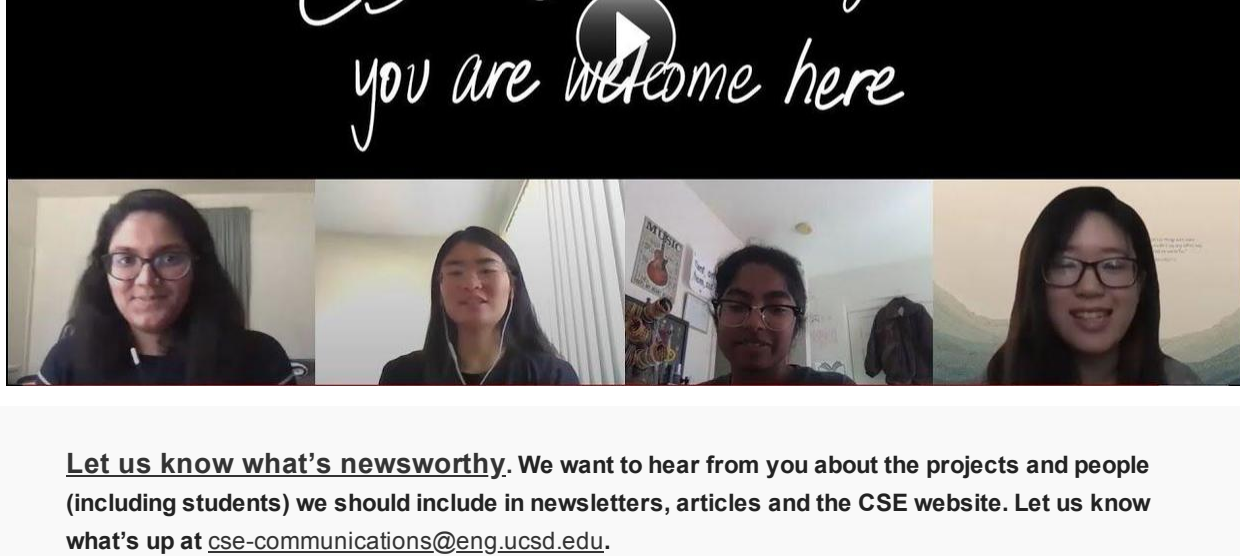 you are welcome here
MUSIC
Let us know what's newsworthy. We want to hear from you about the projects and people
(including students) we should include in newsletters, articles and the CSE website. Let us know
what's up at cse-communications@eng.ucsd.edu.